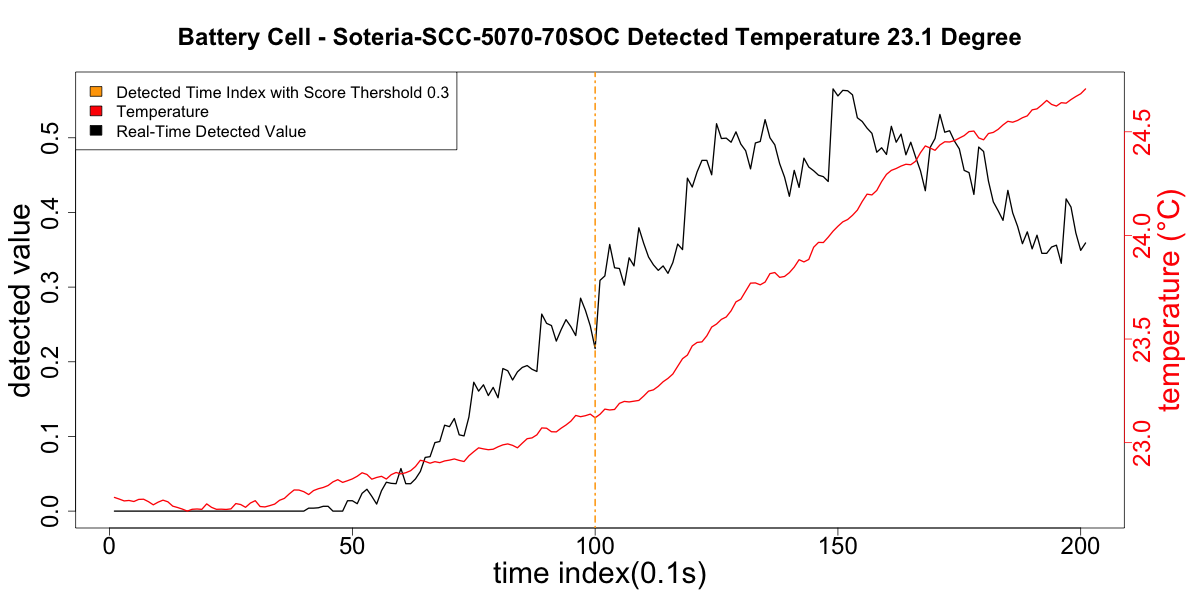 Battery Cell - Soteria-SCC-5070-70SOC Detected Temperature 23.1 Degree
Detected Time Index with Score Thershold 0.3
Temperature
Real-Time Detected Value
detected value
0.0
0.1
0.2
0.3
0.4
0.5
temperature (°C)
23.0
23.5
24.0
24.5
0
50
100
150
200
time index(0.1s)